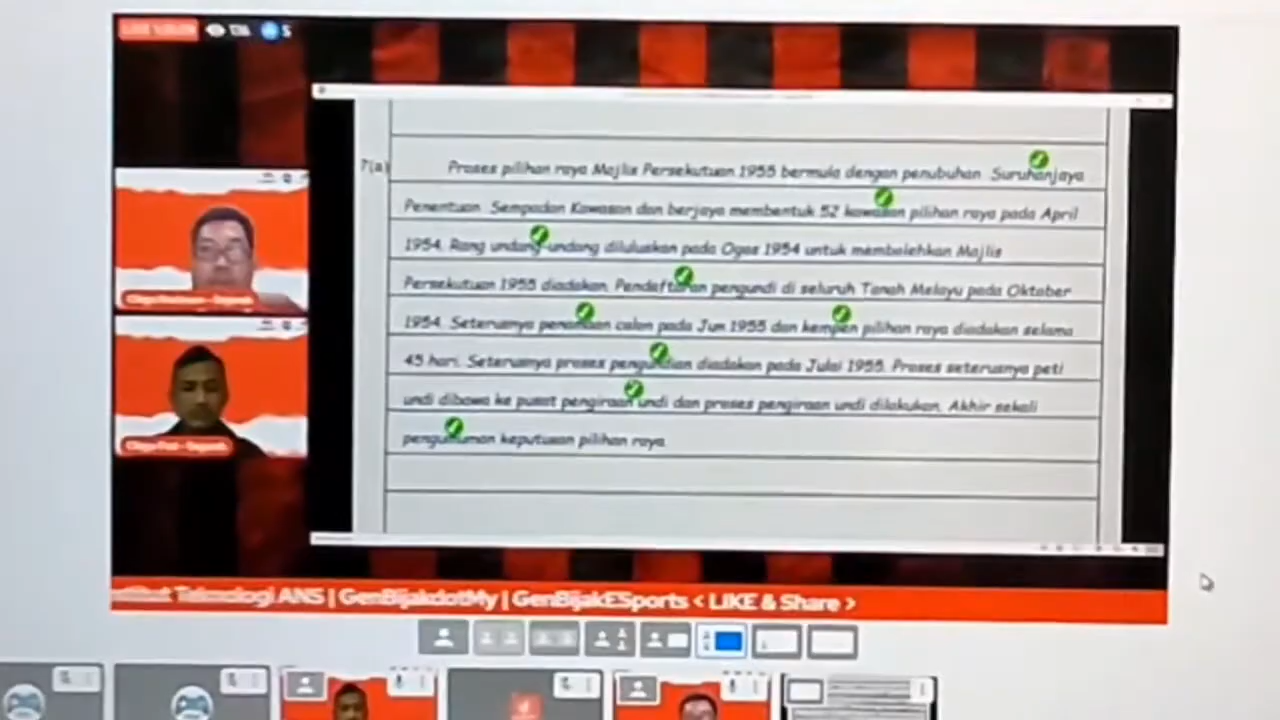 136 5
7(a) Proses pilihan raya Majlis Persekutuan 1955 bermula dengan penubuhan Suruhanjaya
Penentuan Sempadan Kawasan dan berjaya membentuk 52 kawasan pilihan raya pada April
1954. Rang undang-undang diluluskan pada Ogos 1954 untuk membolehkan Majlis
Persekutuan 1955 diadakan. Pendaftaran pengundi di seluruh Tanah Melayu pada Oktober
1954. Seterusnya penamaan calon pada Jun 1955 dan kempen pilihan raya diadakan selama
45 hari. Seterusnya proses pengundian diadakan pada Julai 1955. Proses seterusnya peti
undi dibawa ke pusat pengiraan undi dan proses pengiraan undi dilakukan. Akhir sekali
pengumuman keputusan pilihan raya.
Teknologi ANS | GenBijakdotMy | GenBijakESports < LIKE & Share >